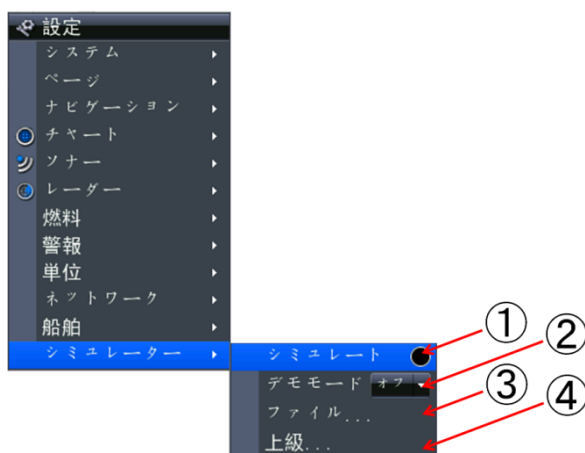 設定
システム
ページ
ナビゲーション
チャート
ソナー
レーダー
燃料
警報
単位
ネットワーク
船舶
シミュレーター
シミュレート
①
デモモード オフ
②
ファイル...
③
上級...
④